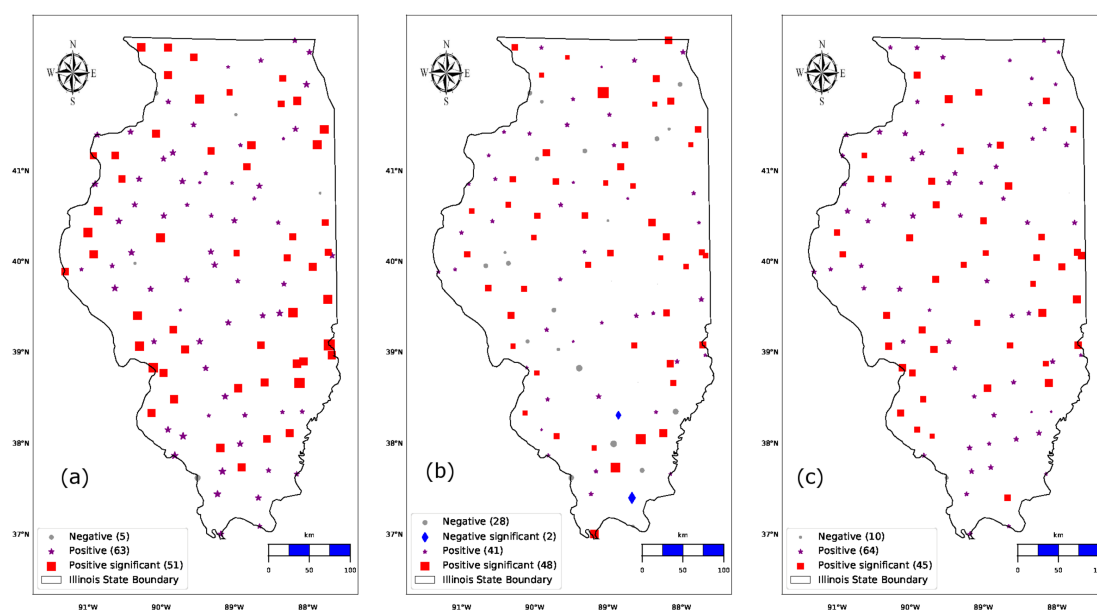 N
W E
S
41°N
40°N
39°N
38°N
37°N
(a)
Negative (5)
Positive (63)
Positive significant (51)
Illinois State Boundary
km
0 50 100
91°W 90°W 89°W 88°W
N
W E
S
41°N
40°N
39°N
38°N
37°N
(b)
Negative (28)
Negative significant (2)
Positive (41)
Positive significant (48)
Illinois State Boundary
km
0 50 100
91°W 90°W 89°W 88°W
N
W E
S
41°N
40°N
39°N
38°N
37°N
(c)
Negative (10)
Positive (64)
Positive significant (45)
Illinois State Boundary
km
0 50 100
91°W 90°W 89°W 88°W